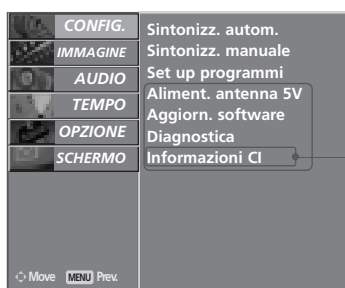 CONFIG.
IMMAGINE
AUDIO
TEMPO
OPZIONE
SCHERMO
Sintonizz. autom.
Sintonizz. manuale
Set up programmi
Aliment. antenna 5V
Aggiorn. software
Diagnostica
Informazioni CI
Move MENU Prev.